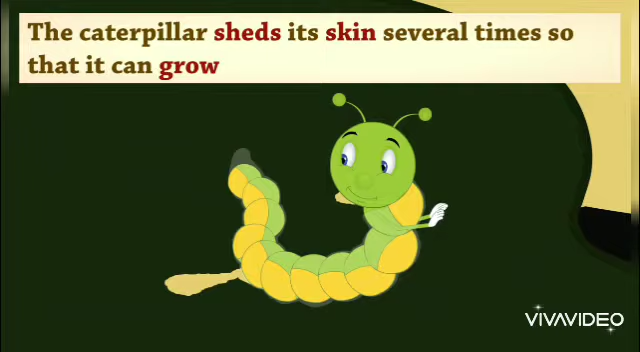 The caterpillar sheds its skin several times so
that it can grow
VIVAVIDEO